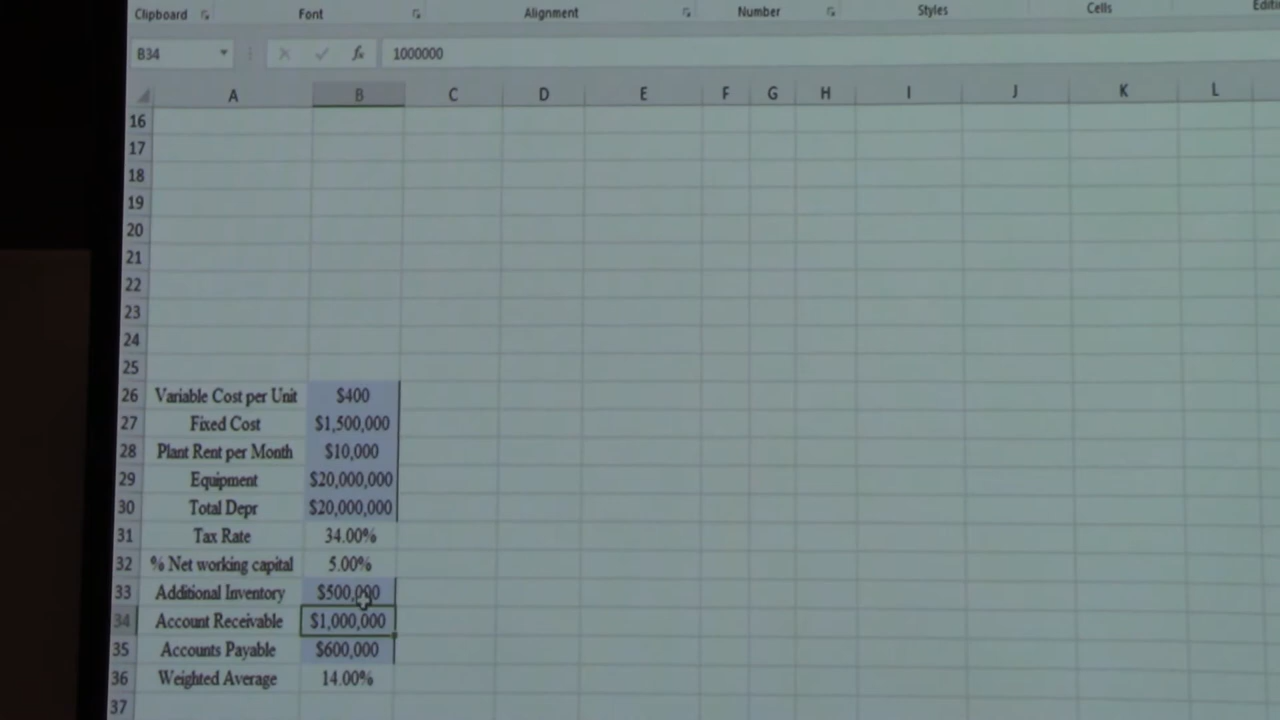 Clipboard Font Alignment Number Styles Cells
B34 fx 1000000
A B C D E F G H I J K L
16
17
18
19
20
21
22
23
24
25
26 Variable Cost per Unit $400
27 Fixed Cost $1,500,000
28 Plant Rent per Month $10,000
29 Equipment $20,000,000
30 Total Depr $20,000,000
31 Tax Rate 34.00%
32 % Net working capital 5.00%
33 Additional Inventory $500,000
34 Account Receivable $1,000,000
35 Accounts Payable $600,000
36 Weighted Average 14.00%
37